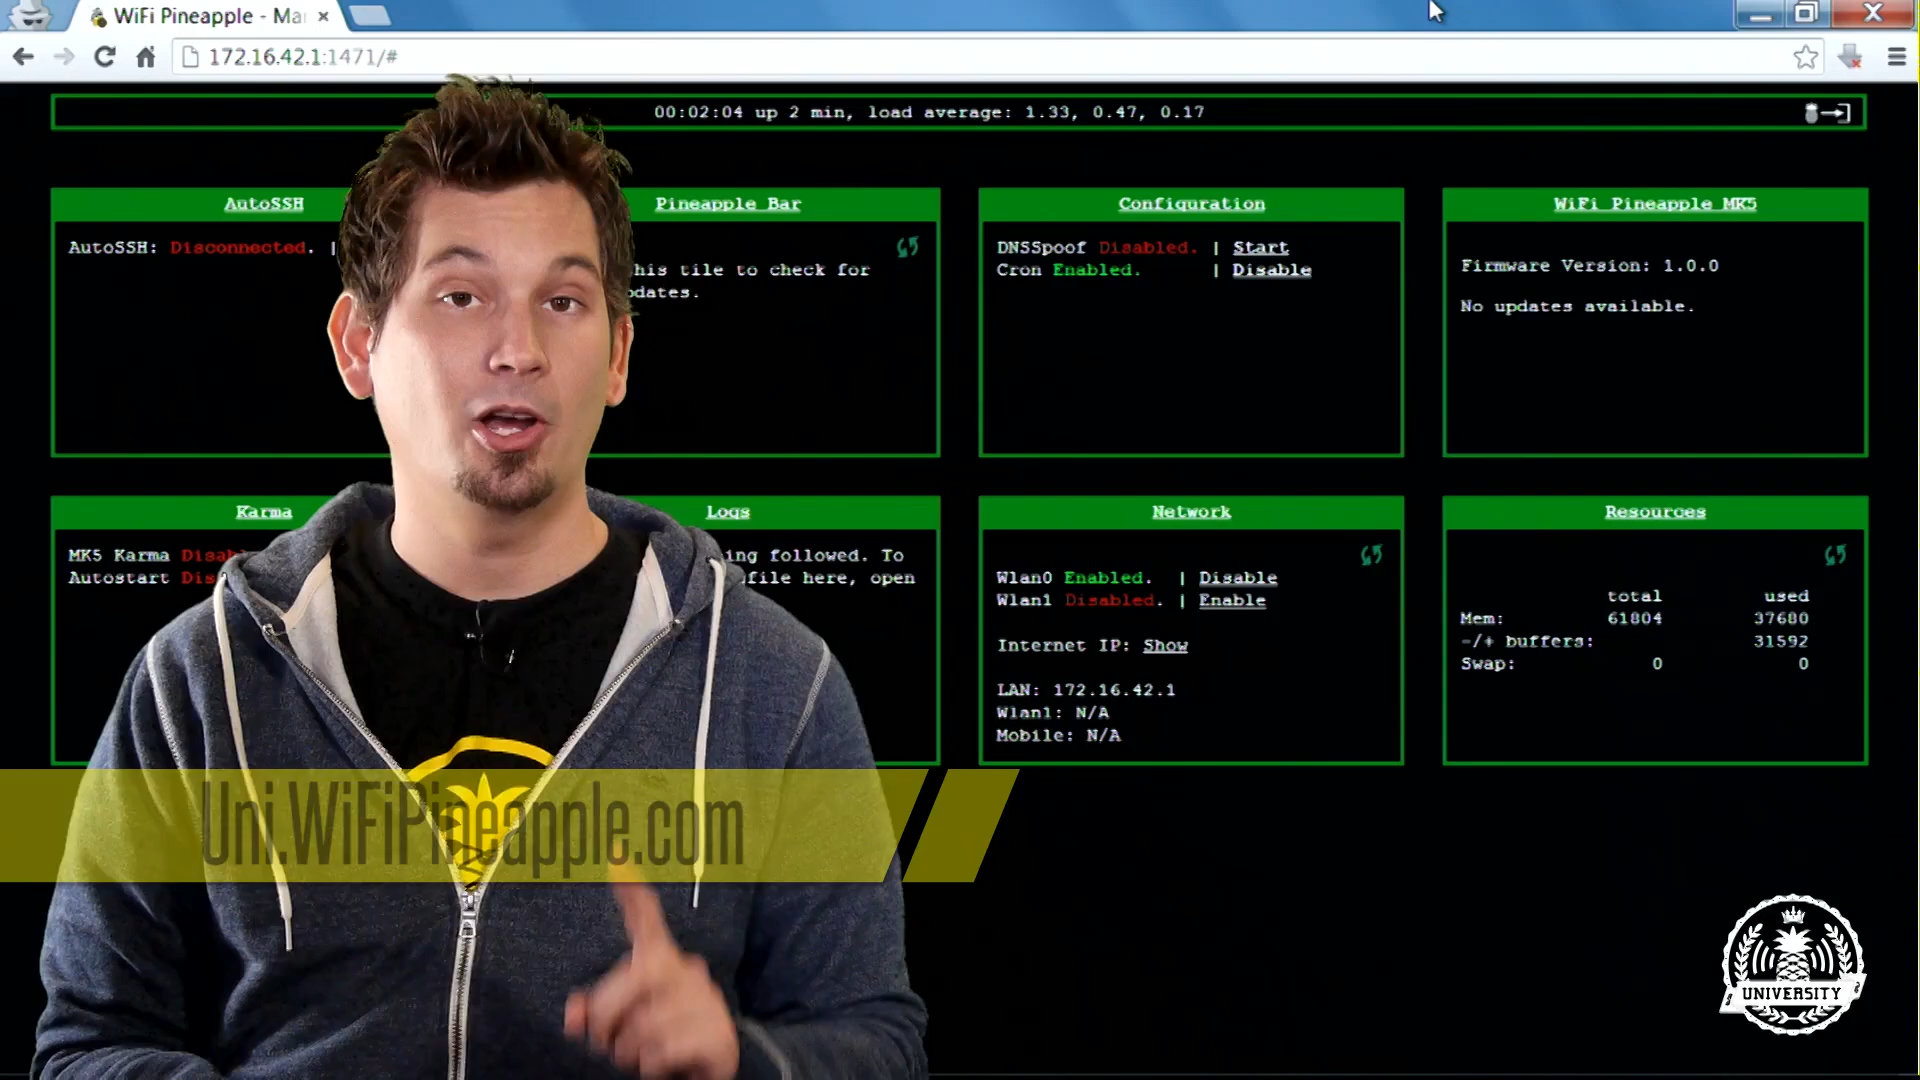 WiFi Pineapple - Ma
172.16.42.1:1471/#
00:02:04 up 2 min, load average: 1.33, 0.47, 0.17
AutoSSH
AutoSSH: Disconnected. |
Pineapple Bar
his tile to check for
dates.
Configuration
DNSSpoof Disabled. | Start
Cron Enabled. | Disable
WiFi Pineapple MK5
Firmware Version: 1.0.0
No updates available.
Karma
MK5 Karma Disab
Autostart Dis
Logs
ing followed. To
file here, open
Network
Wlan0 Enabled. | Disable
Wlan1 Disabled. | Enable
Internet IP: Show
LAN: 172.16.42.1
Wlan1: N/A
Mobile: N/A
Resources
total used
Mem: 61804 37680
-/+ buffers: 31592
Swap: 0 0
Uni.WiFiPineapple.com
UNIVERSITY